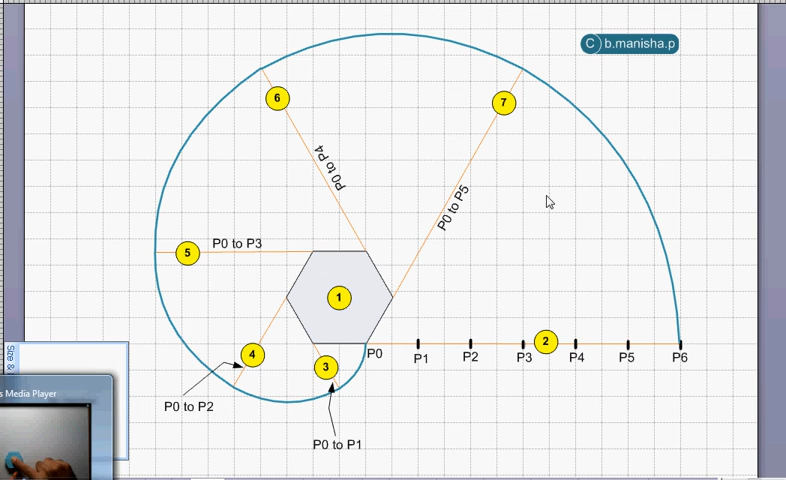 C b.manisha.p
6
7
P0 to P4
P0 to P5
5
P0 to P3
1
2
P0
P1
P2
P3
P4
P5
P6
4
3
P0 to P2
P0 to P1
Size &
s Media Player